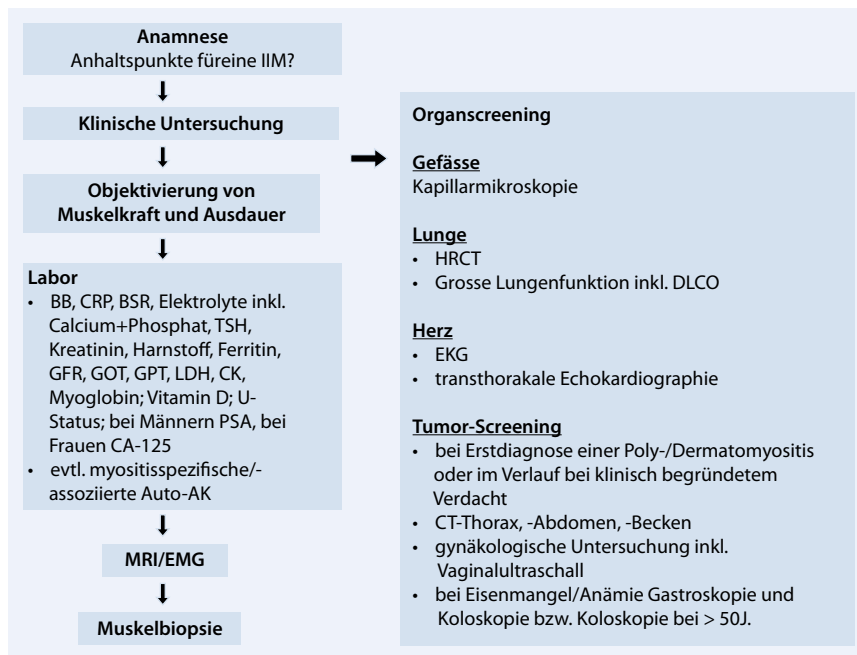 Anamnese
Anhaltspunkte füreine IIM?
Klinische Untersuchung
Objektivierung von
Muskelkraft und Ausdauer
Labor
• BB, CRP, BSR, Elektrolyte inkl.
Calcium+Phosphat, TSH,
Kreatinin, Harnstoff, Ferritin,
GFR, GOT, GPT, LDH, CK,
Myoglobin; Vitamin D; U-
Status; bei Männern PSA, bei
Frauen CA-125
• evtl. myositisspezifische/-
assoziierte Auto-AK
MRI/EMG
Muskelbiopsie
Organscreening
Gefässe
Kapillarmikroskopie
Lunge
• HRCT
• Grosse Lungenfunktion inkl. DLCO
Herz
• EKG
• transthorakale Echokardiographie
Tumor-Screening
• bei Erstdiagnose einer Poly-/Dermatomyositis
oder im Verlauf bei klinisch begründetem
Verdacht
• CT-Thorax, -Abdomen, -Becken
• gynäkologische Untersuchung inkl.
Vaginalultraschall
• bei Eisenmangel/Anämie Gastroskopie und
Koloskopie bzw. Koloskopie bei > 50J.